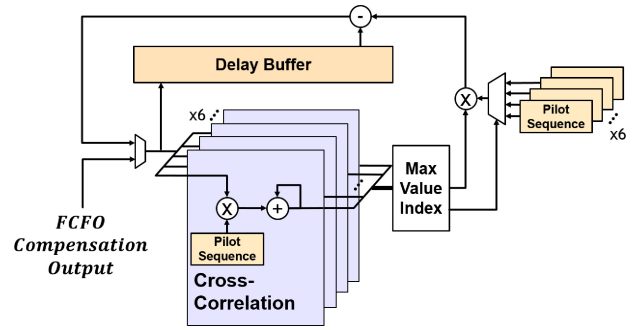 -
Delay Buffer
X
Pilot
Sequence
x6
x6
Max
Value
Index
X
+
FCFO
Compensation
Output
Pilot
Sequence
Cross-
Correlation